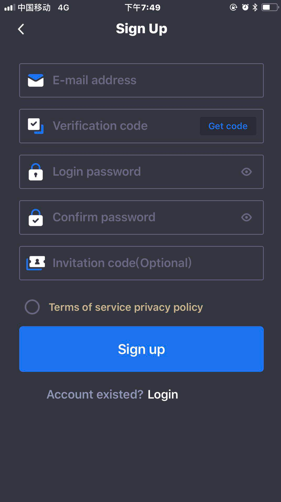 中国移动 4G 下午7:49
Sign Up
E-mail address
Verification code Get code
Login password
Confirm password
Invitation code(Optional)
Terms of service privacy policy
Sign up
Account existed? Login